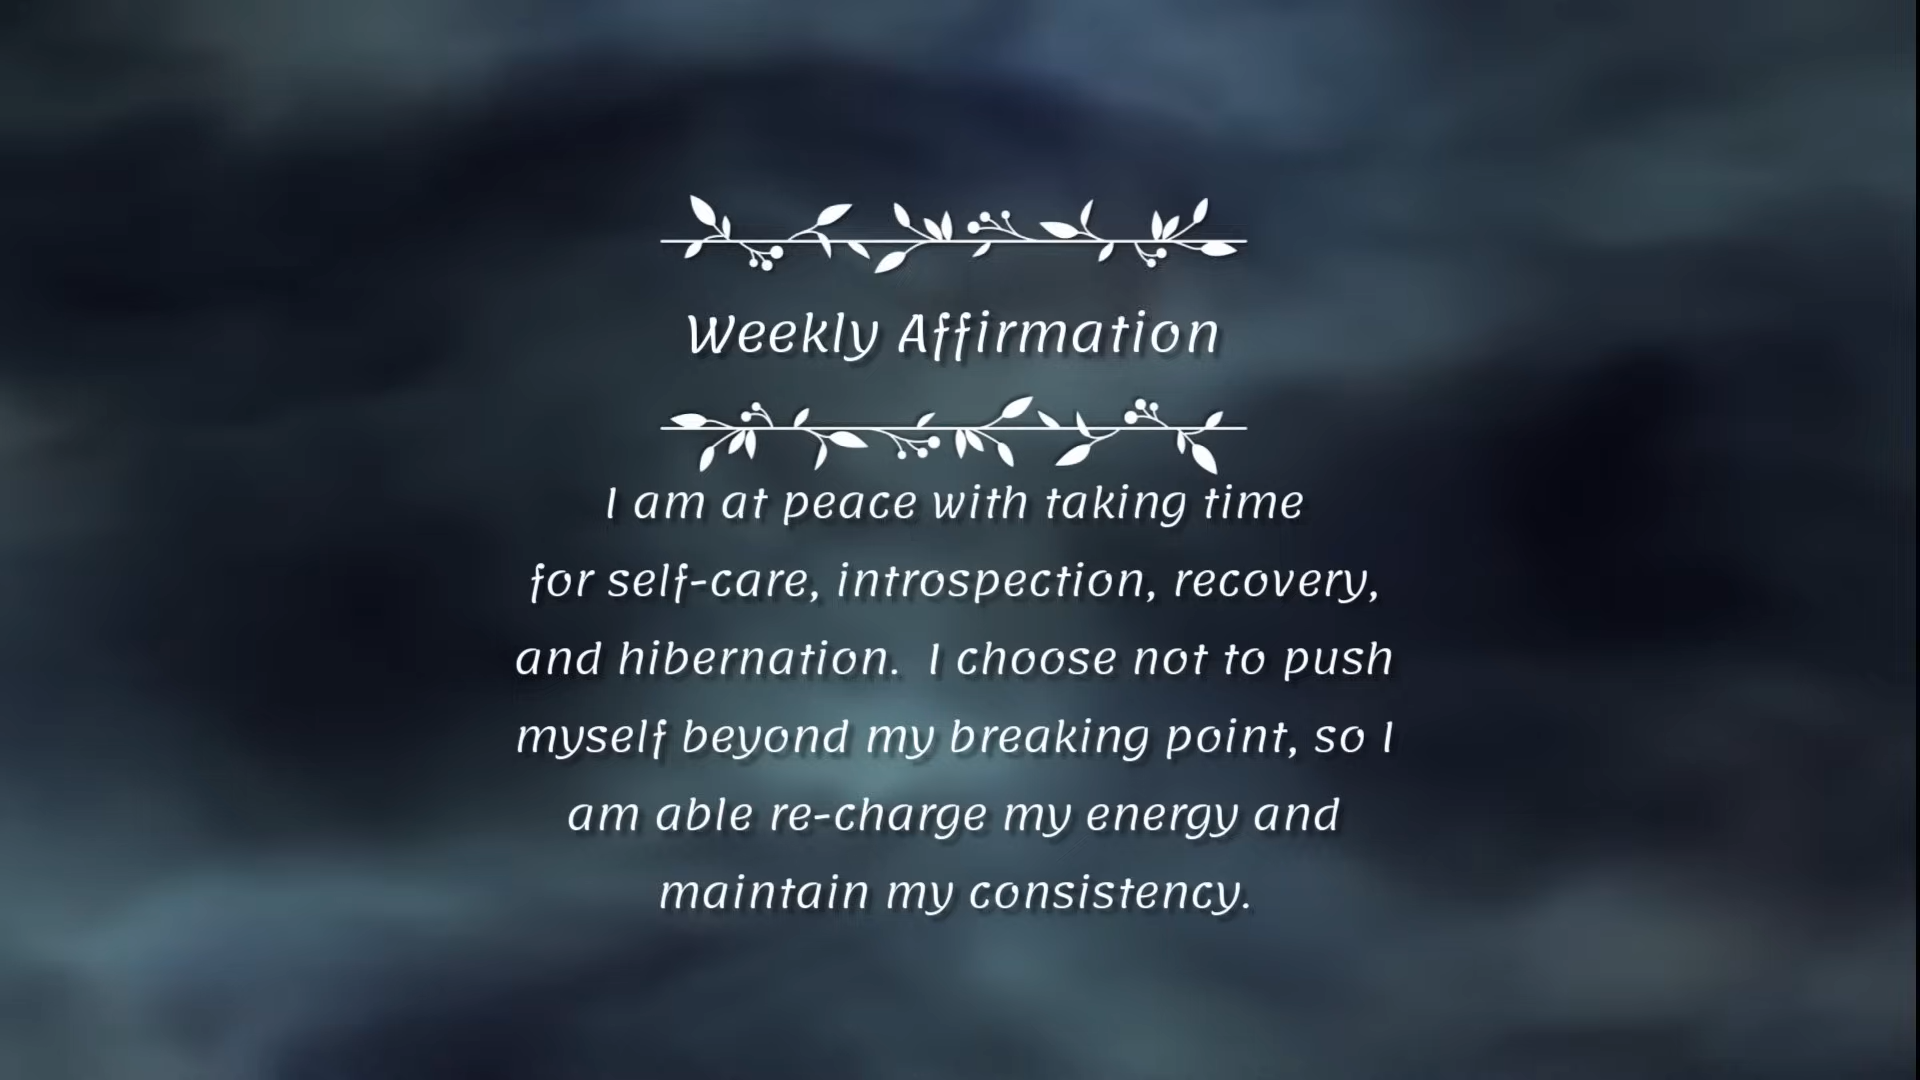 Weekly Affirmation
I am at peace with taking time
for self-care, introspection, recovery,
and hibernation.  I choose not to push
myself beyond my breaking point, so I
am able re-charge my energy and
maintain my consistency.